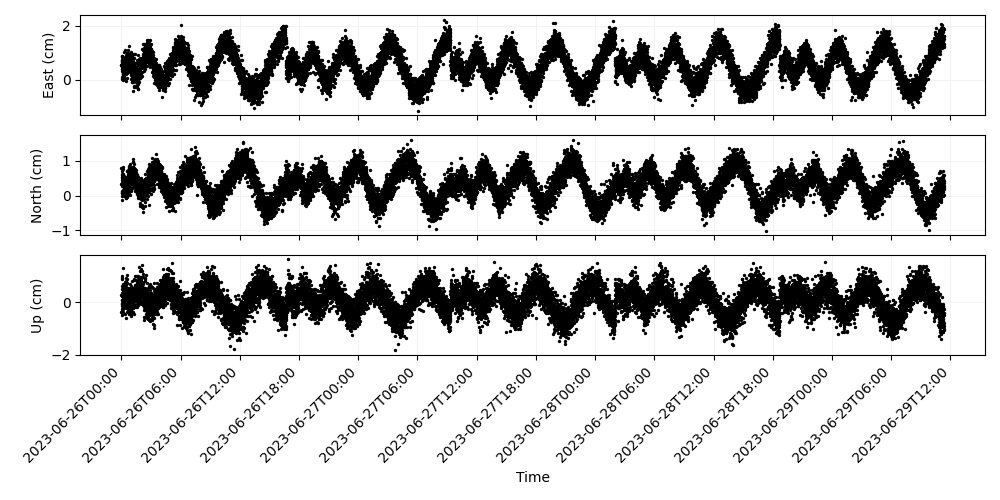 2
0
East (cm)
1
0
−1
North (cm)
0
−2
Up (cm)
2023-06-26T00:00
2023-06-26T06:00
2023-06-26T12:00
2023-06-26T18:00
2023-06-27T00:00
2023-06-27T06:00
2023-06-27T12:00
2023-06-27T18:00
2023-06-28T00:00
2023-06-28T06:00
2023-06-28T12:00
2023-06-28T18:00
2023-06-29T00:00
2023-06-29T06:00
2023-06-29T12:00
Time